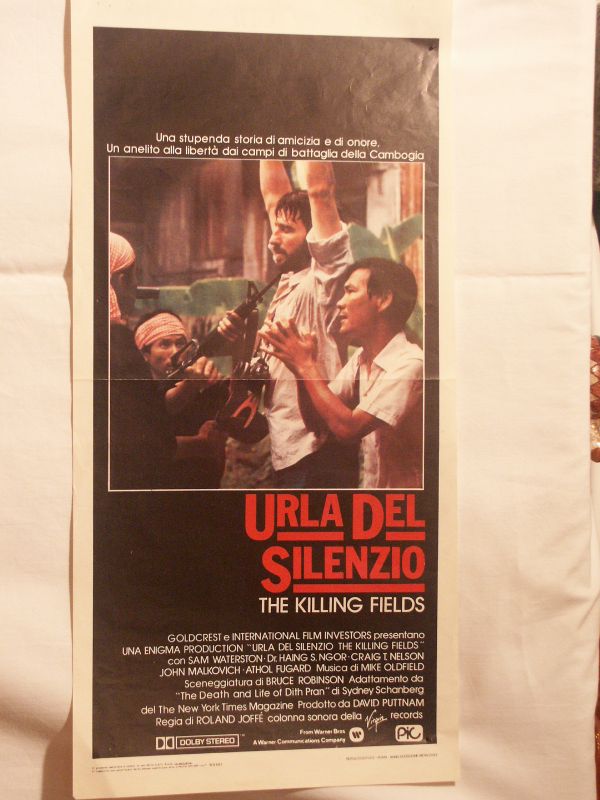 Una stupenda storia di amicizia e di onore,
Un anelito alla libertà dai campi di battaglia della Cambogia
URLA DEL
SILENZIO
THE KILLING FIELDS
GOLDCREST e INTERNATIONAL FILM INVESTORS presentano
UNA ENIGMA PRODUCTION "URLA DEL SILENZIO THE KILLING FIELDS"
con SAM WATERSTON · Dr. HAING S. NGOR · CRAIG T. NELSON
JOHN MALKOVICH · ATHOL FUGARD Musica di MIKE OLDFIELD
Sceneggiatura di BRUCE ROBINSON Adattamento da
"The Death and Life of Dith Pran" di Sydney Schanberg
del The New York Times Magazine Prodotto da DAVID PUTTNAM
Regia di ROLAND JOFFÉ colonna sonora della Virgin records
DOLBY STEREO
From Warner Bros
A Warner Communications Company
PIC